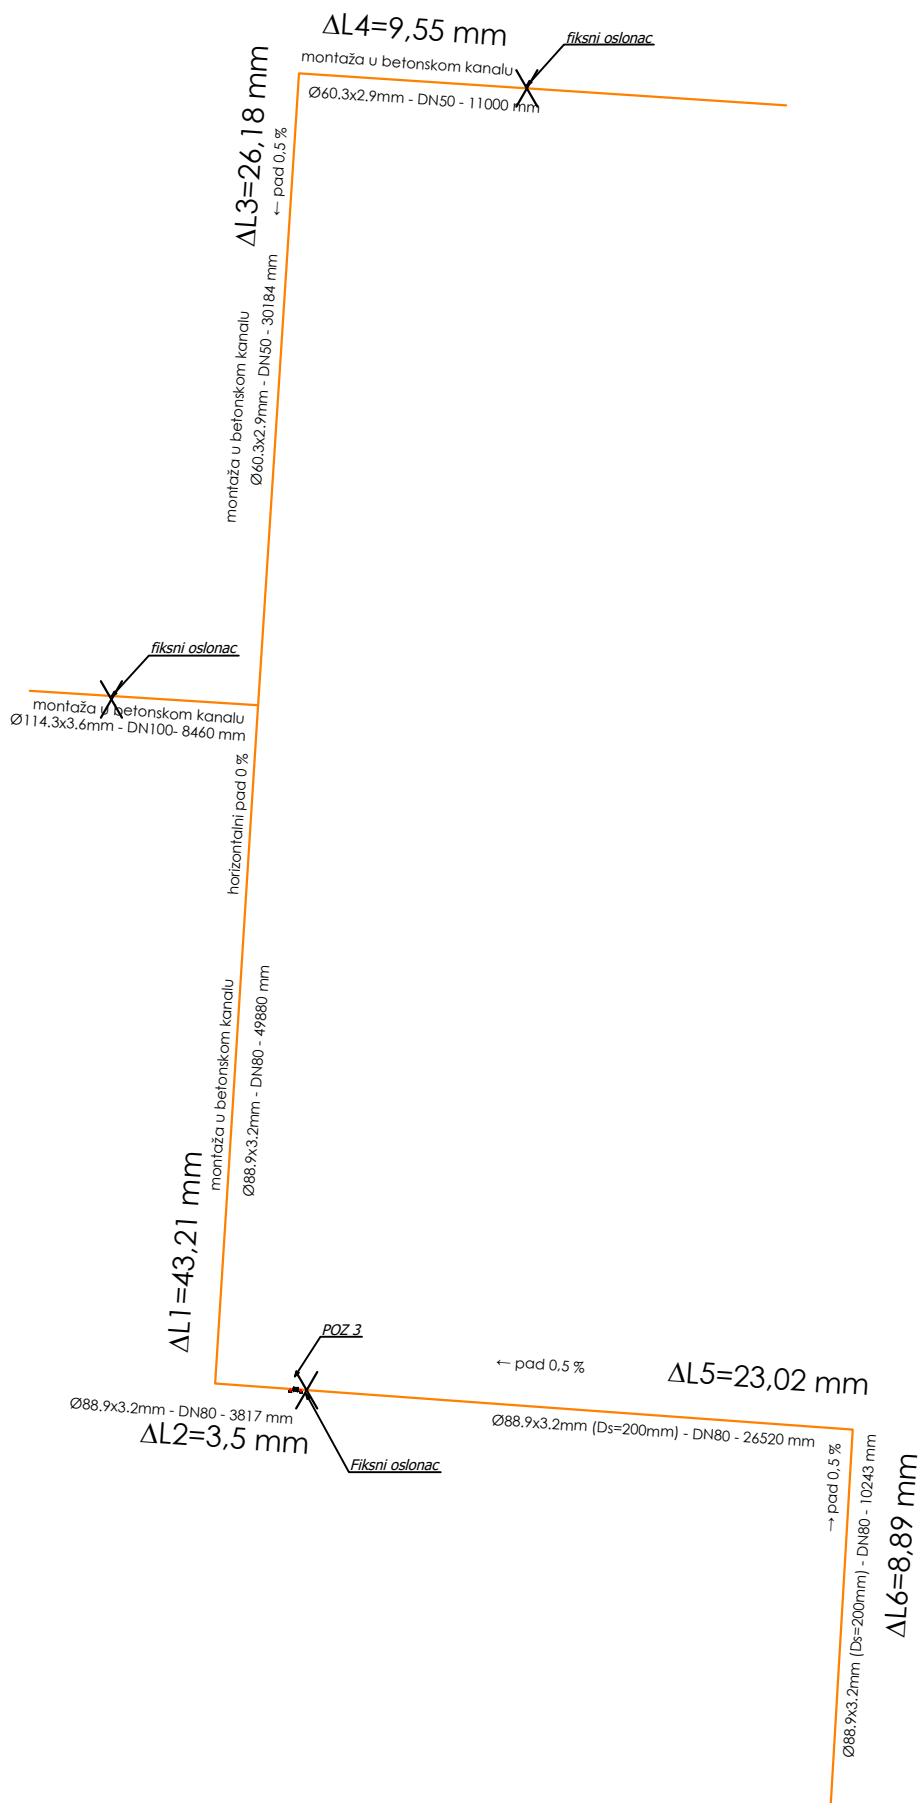 ΔL4=9,55 mm
fiksni oslonac
montaža u betonskom kanalu
Ø60.3x2.9mm - DN50 - 11000 mm
ΔL3=26,18 mm
← pad 0,5 %
montaža u betonskom kanalu
Ø60.3x2.9mm - DN50 - 30184 mm
fiksni oslonac
montaža u betonskom kanalu
Ø114.3x3.6mm - DN100- 8460 mm
horizontalni pad 0 %
montaža u betonskom kanalu
Ø88.9x3.2mm - DN80 - 49880 mm
ΔL1=43,21 mm
POZ 3
← pad 0,5 %
ΔL5=23,02 mm
Ø88.9x3.2mm - DN80 - 3817 mm
ΔL2=3,5 mm
Ø88.9x3.2mm (Ds=200mm) - DN80 - 26520 mm
Fiksni oslonac
→ pad 0,5 %
Ø88.9x3.2mm (Ds=200mm) - DN80 - 10243 mm
ΔL6=8,89 mm